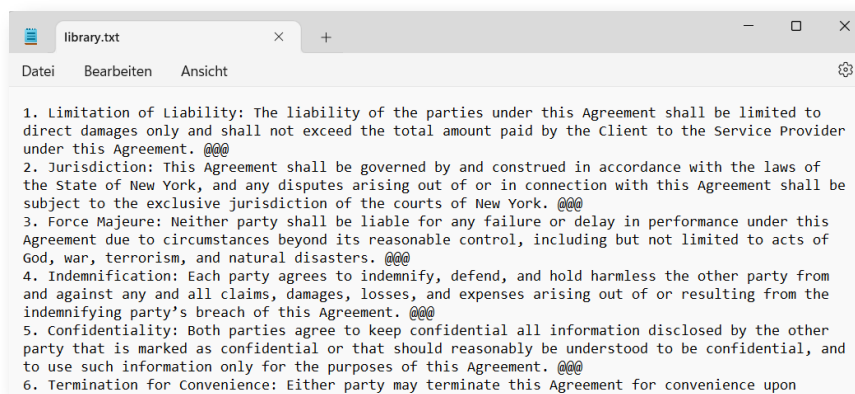 library.txt
Datei Bearbeiten Ansicht
1. Limitation of Liability: The liability of the parties under this Agreement shall be limited to
direct damages only and shall not exceed the total amount paid by the Client to the Service Provider
under this Agreement. @@@
2. Jurisdiction: This Agreement shall be governed by and construed in accordance with the laws of
the State of New York, and any disputes arising out of or in connection with this Agreement shall be
subject to the exclusive jurisdiction of the courts of New York. @@@
3. Force Majeure: Neither party shall be liable for any failure or delay in performance under this
Agreement due to circumstances beyond its reasonable control, including but not limited to acts of
God, war, terrorism, and natural disasters. @@@
4. Indemnification: Each party agrees to indemnify, defend, and hold harmless the other party from
and against any and all claims, damages, losses, and expenses arising out of or resulting from the
indemnifying party’s breach of this Agreement. @@@
5. Confidentiality: Both parties agree to keep confidential all information disclosed by the other
party that is marked as confidential or that should reasonably be understood to be confidential, and
to use such information only for the purposes of this Agreement. @@@
6. Termination for Convenience: Either party may terminate this Agreement for convenience upon